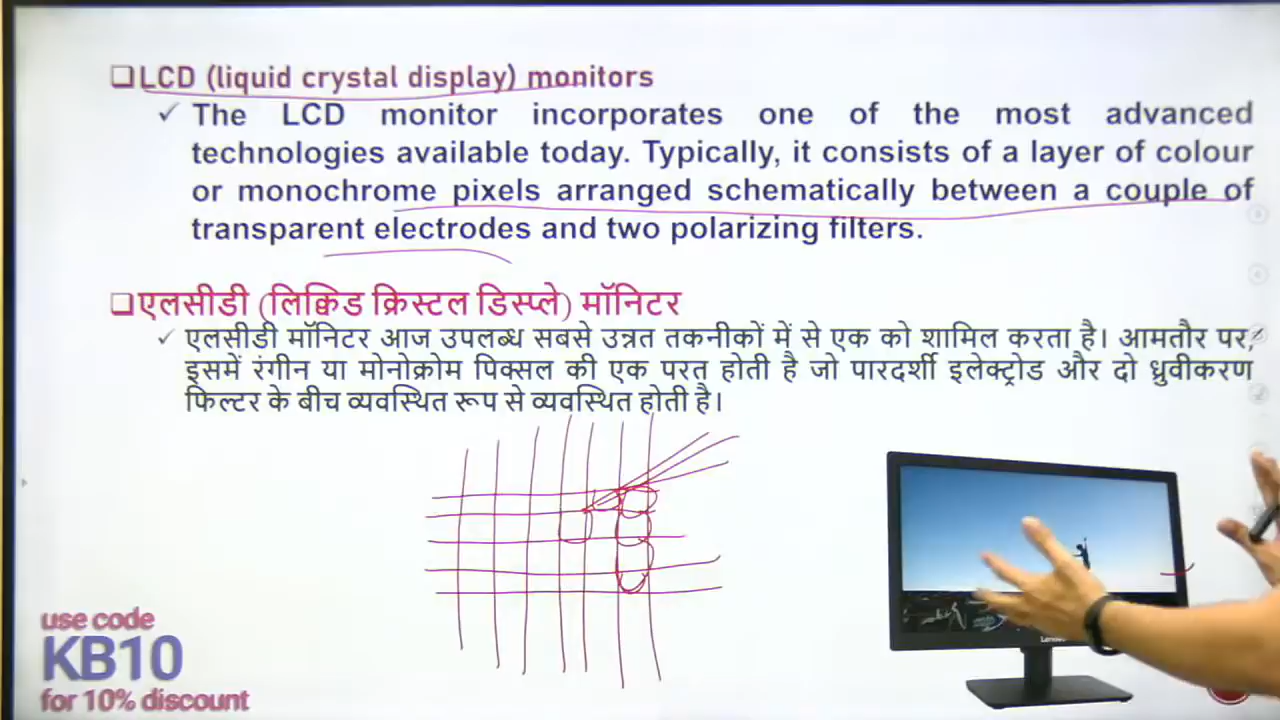 LCD (liquid crystal display) monitors
The LCD monitor incorporates one of the most advanced
technologies available today. Typically, it consists of a layer of colour
or monochrome pixels arranged schematically between a couple of
transparent electrodes and two polarizing filters.
एलसीडी (लिक्विड क्रिस्टल डिस्प्ले) मॉनिटर
एलसीडी मॉनिटर आज उपलब्ध सबसे उन्नत तकनीकों में से एक को शामिल करता है। आमतौर पर,
इसमें रंगीन या मोनोक्रोम पिक्सल की एक परत होती है जो पारदर्शी इलेक्ट्रोड और दो ध्रुवीकरण
फिल्टर के बीच व्यवस्थित रूप से व्यवस्थित होती है।
use code
KB10
for 10% discount